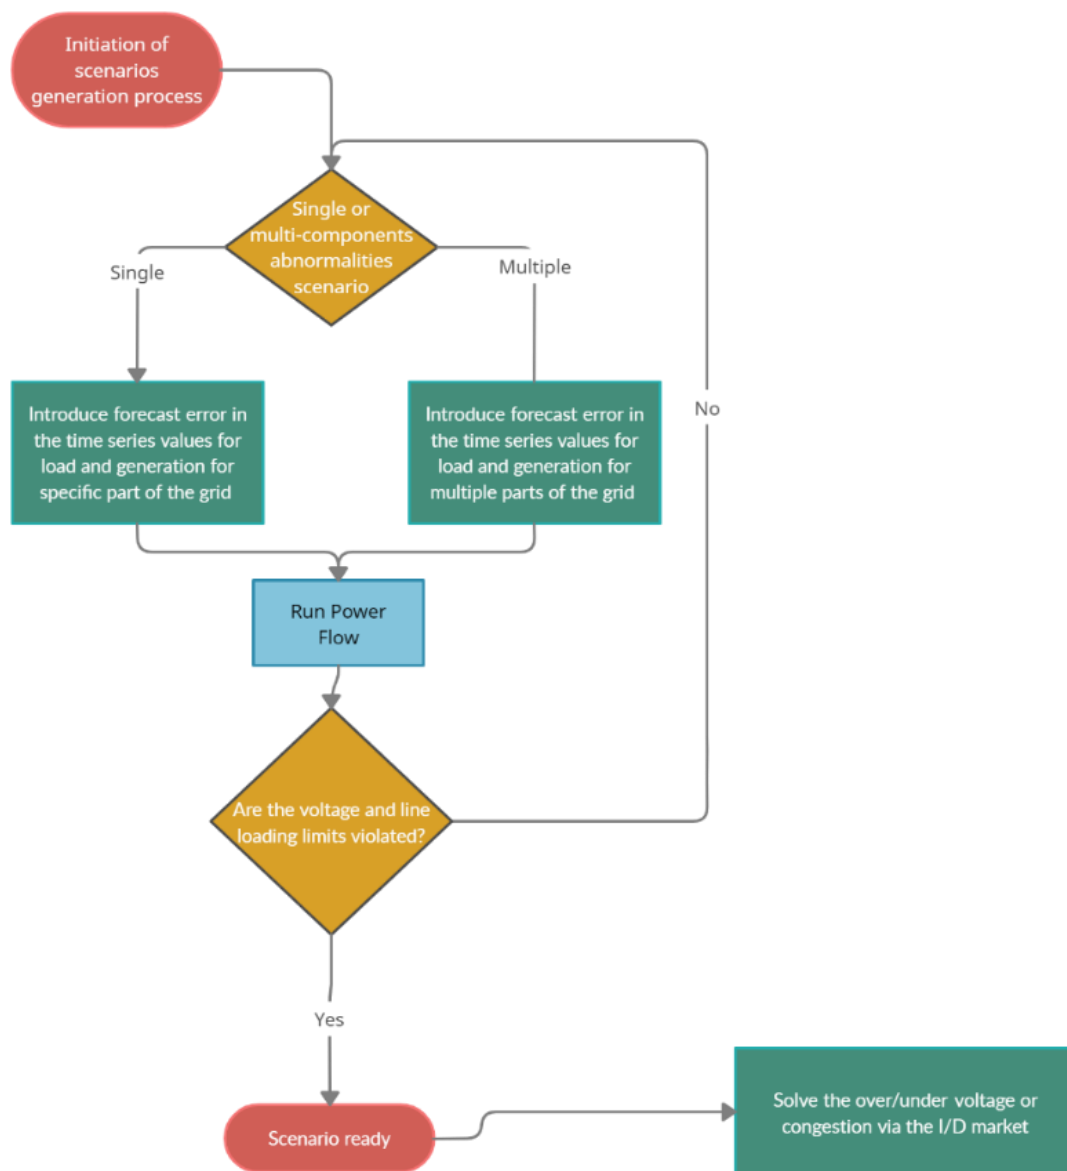 Initiation of
scenarios
generation process
Single or
multi-components
abnormalities
scenario
Single
Multiple
Introduce forecast error in
the time series values for
load and generation for
specific part of the grid
Introduce forecast error in
the time series values for
load and generation for
multiple parts of the grid
No
Run Power
Flow
Are the voltage and line
loading limits violated?
Yes
Scenario ready
Solve the over/under voltage or
congestion via the I/D market